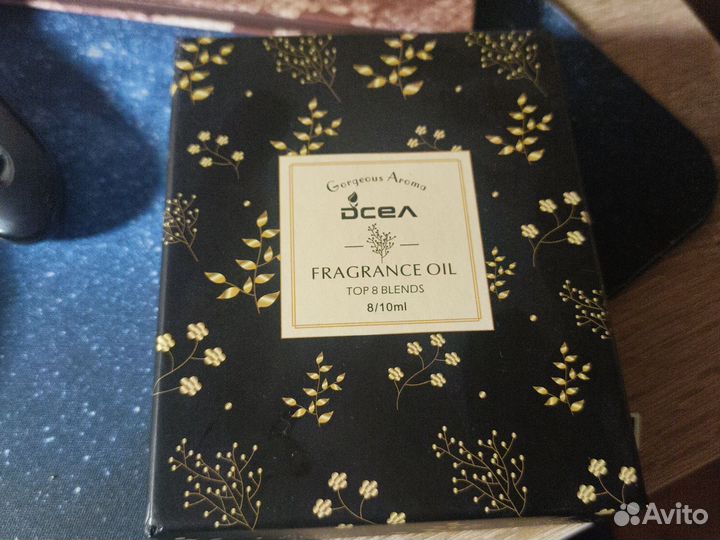 Gorgeous Aroma
DCEA
FRAGRANCE OIL
TOP 8 BLENDS
8/10ml
Avito